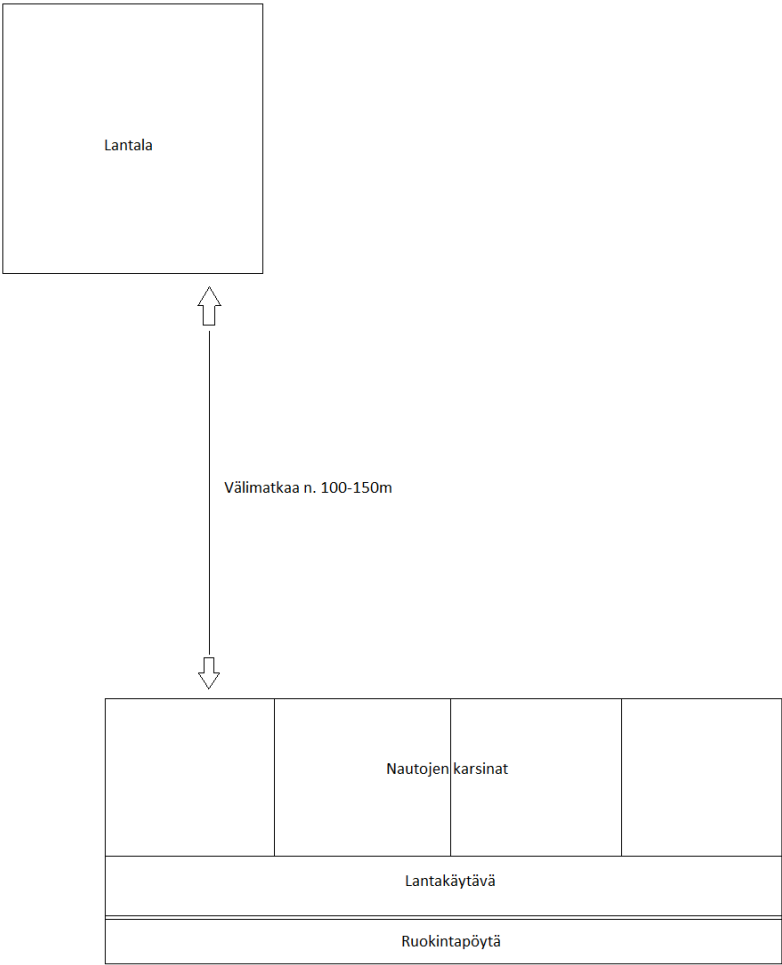 Lantala
Välimatkaa n. 100-150m
Nautojen karsinat
Lantakäytävä
Ruokintapöytä